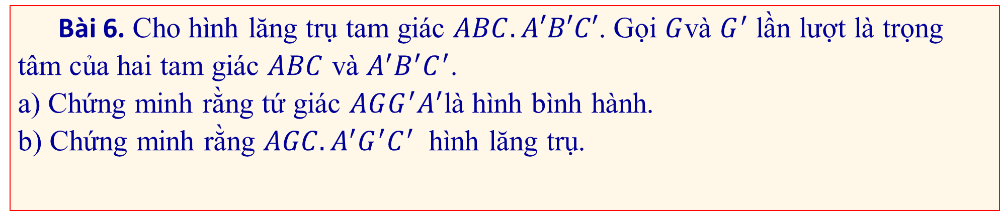 Bài 6. Cho hình lăng trụ tam giác ABC.A′B′C′. Gọi Gvà G′ lần lượt là trọng
tâm của hai tam giác ABC và A′B′C′.
a) Chứng minh rằng tứ giác AGG′A′là hình bình hành.
b) Chứng minh rằng AGC.A′G′C′ hình lăng trụ.